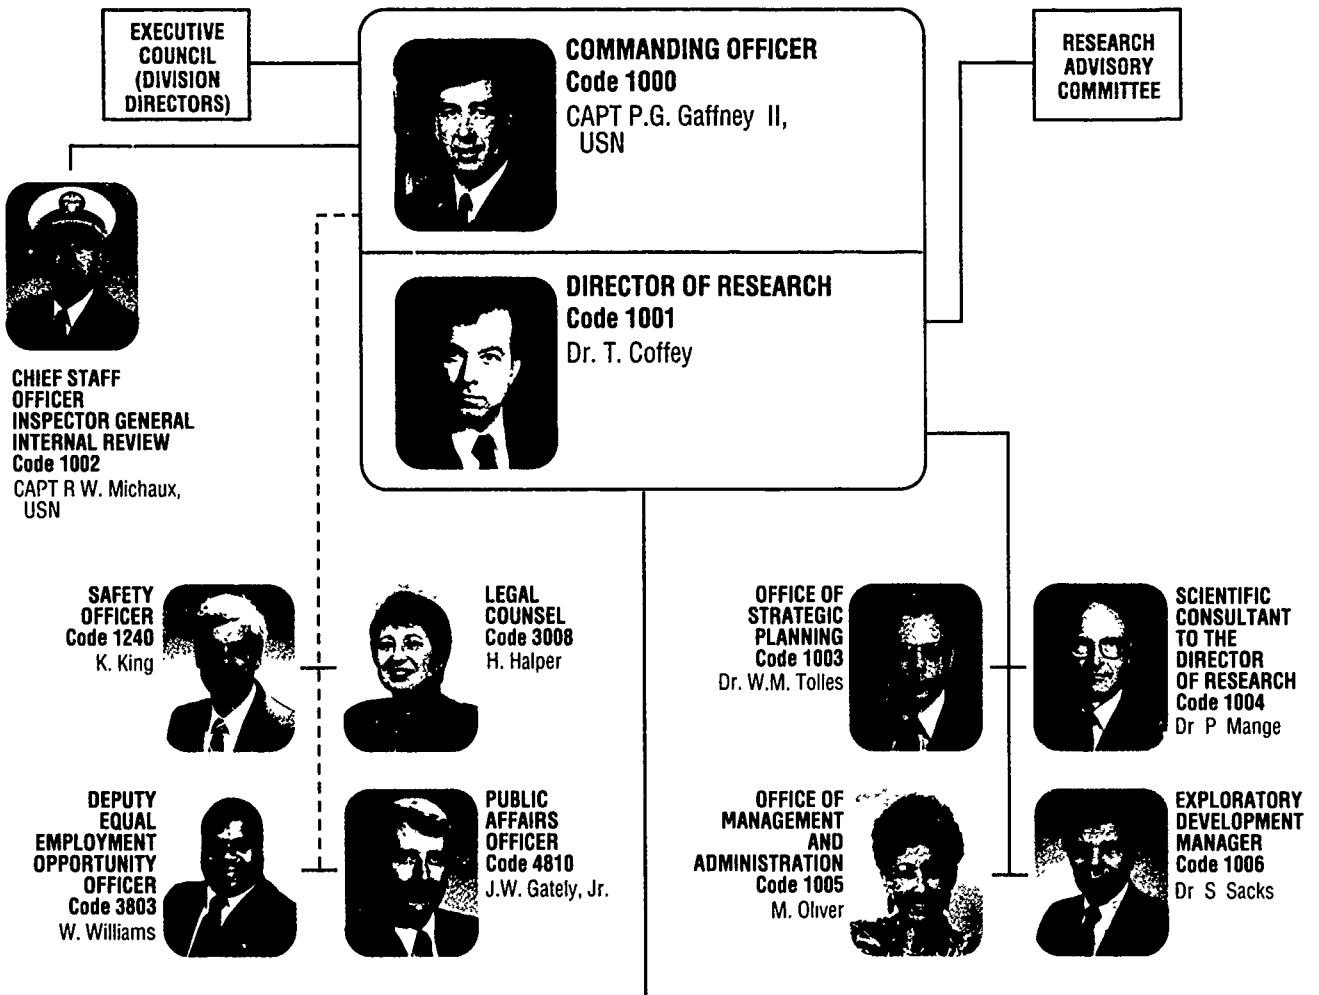 EXECUTIVE
COUNCIL
(DIVISION
DIRECTORS)
COMMANDING OFFICER
Code 1000
CAPT P.G. Gaffney II,
USN
RESEARCH
ADVISORY
COMMITTEE
DIRECTOR OF RESEARCH
Code 1001
Dr. T. Coffey
CHIEF STAFF
OFFICER
INSPECTOR GENERAL
INTERNAL REVIEW
Code 1002
CAPT R W. Michaux,
USN
SAFETY
OFFICER
Code 1240
K. King
LEGAL
COUNSEL
Code 3008
H. Halper
OFFICE OF
STRATEGIC
PLANNING
Code 1003
Dr. W.M. Tolles
SCIENTIFIC
CONSULTANT
TO THE
DIRECTOR
OF RESEARCH
Code 1004
Dr P Mange
DEPUTY
EQUAL
EMPLOYMENT
OPPORTUNITY
OFFICER
Code 3803
W. Williams
PUBLIC
AFFAIRS
OFFICER
Code 4810
J.W. Gately, Jr.
OFFICE OF
MANAGEMENT
AND
ADMINISTRATION
Code 1005
M. Oliver
EXPLORATORY
DEVELOPMENT
MANAGER
Code 1006
Dr S Sacks